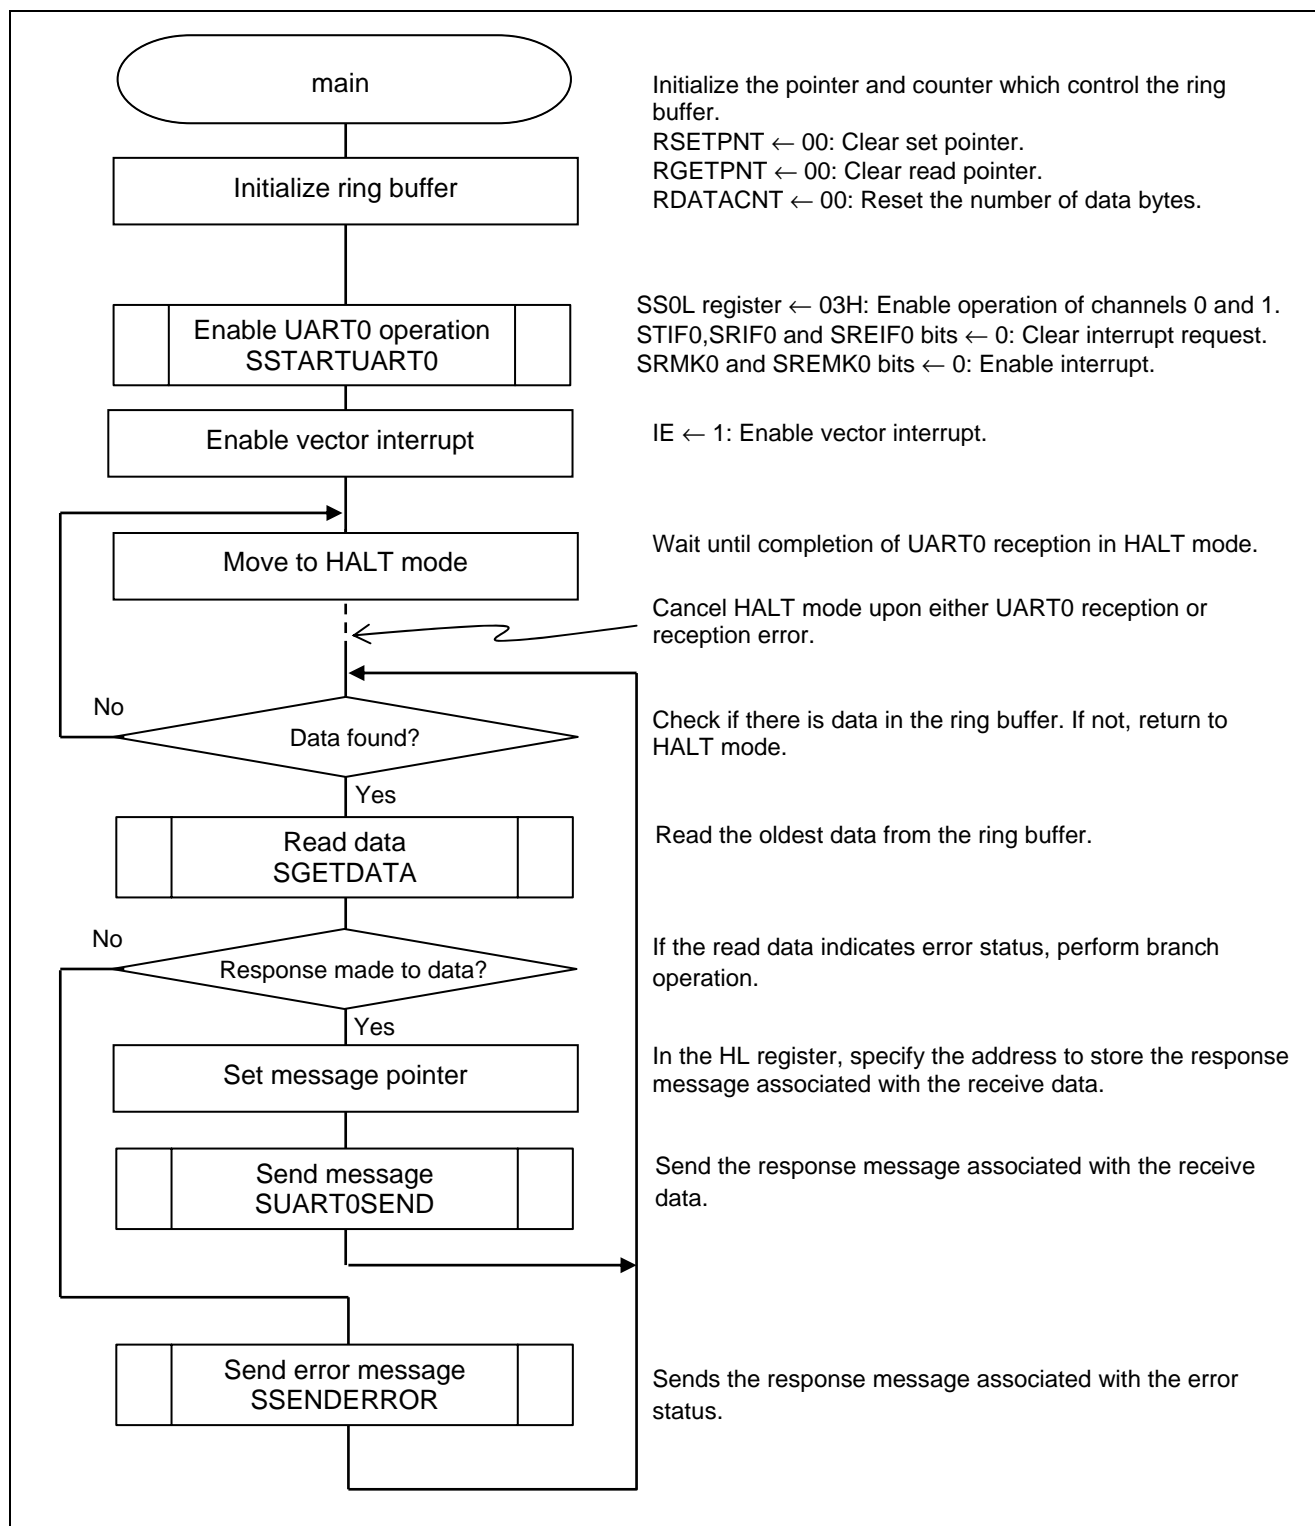 main
Initialize the pointer and counter which control the ring
buffer.
RSETPNT ← 00: Clear set pointer.
RGETPNT ← 00: Clear read pointer.
RDATACNT ← 00: Reset the number of data bytes.
Initialize ring buffer
Enable UART0 operation
SSTARTUART0
SS0L register ← 03H: Enable operation of channels 0 and 1.
STIF0,SRIF0 and SREIF0 bits ← 0: Clear interrupt request.
SRMK0 and SREMK0 bits ← 0: Enable interrupt.
Enable vector interrupt
IE ← 1: Enable vector interrupt.
Move to HALT mode
Wait until completion of UART0 reception in HALT mode.
Cancel HALT mode upon either UART0 reception or
reception error.
No
Data found?
Check if there is data in the ring buffer. If not, return to
HALT mode.
Yes
Read data
SGETDATA
Read the oldest data from the ring buffer.
No
Response made to data?
If the read data indicates error status, perform branch
operation.
Yes
Set message pointer
In the HL register, specify the address to store the response
message associated with the receive data.
Send message
SUART0SEND
Send the response message associated with the receive
data.
Send error message
SSENDERROR
Sends the response message associated with the error
status.